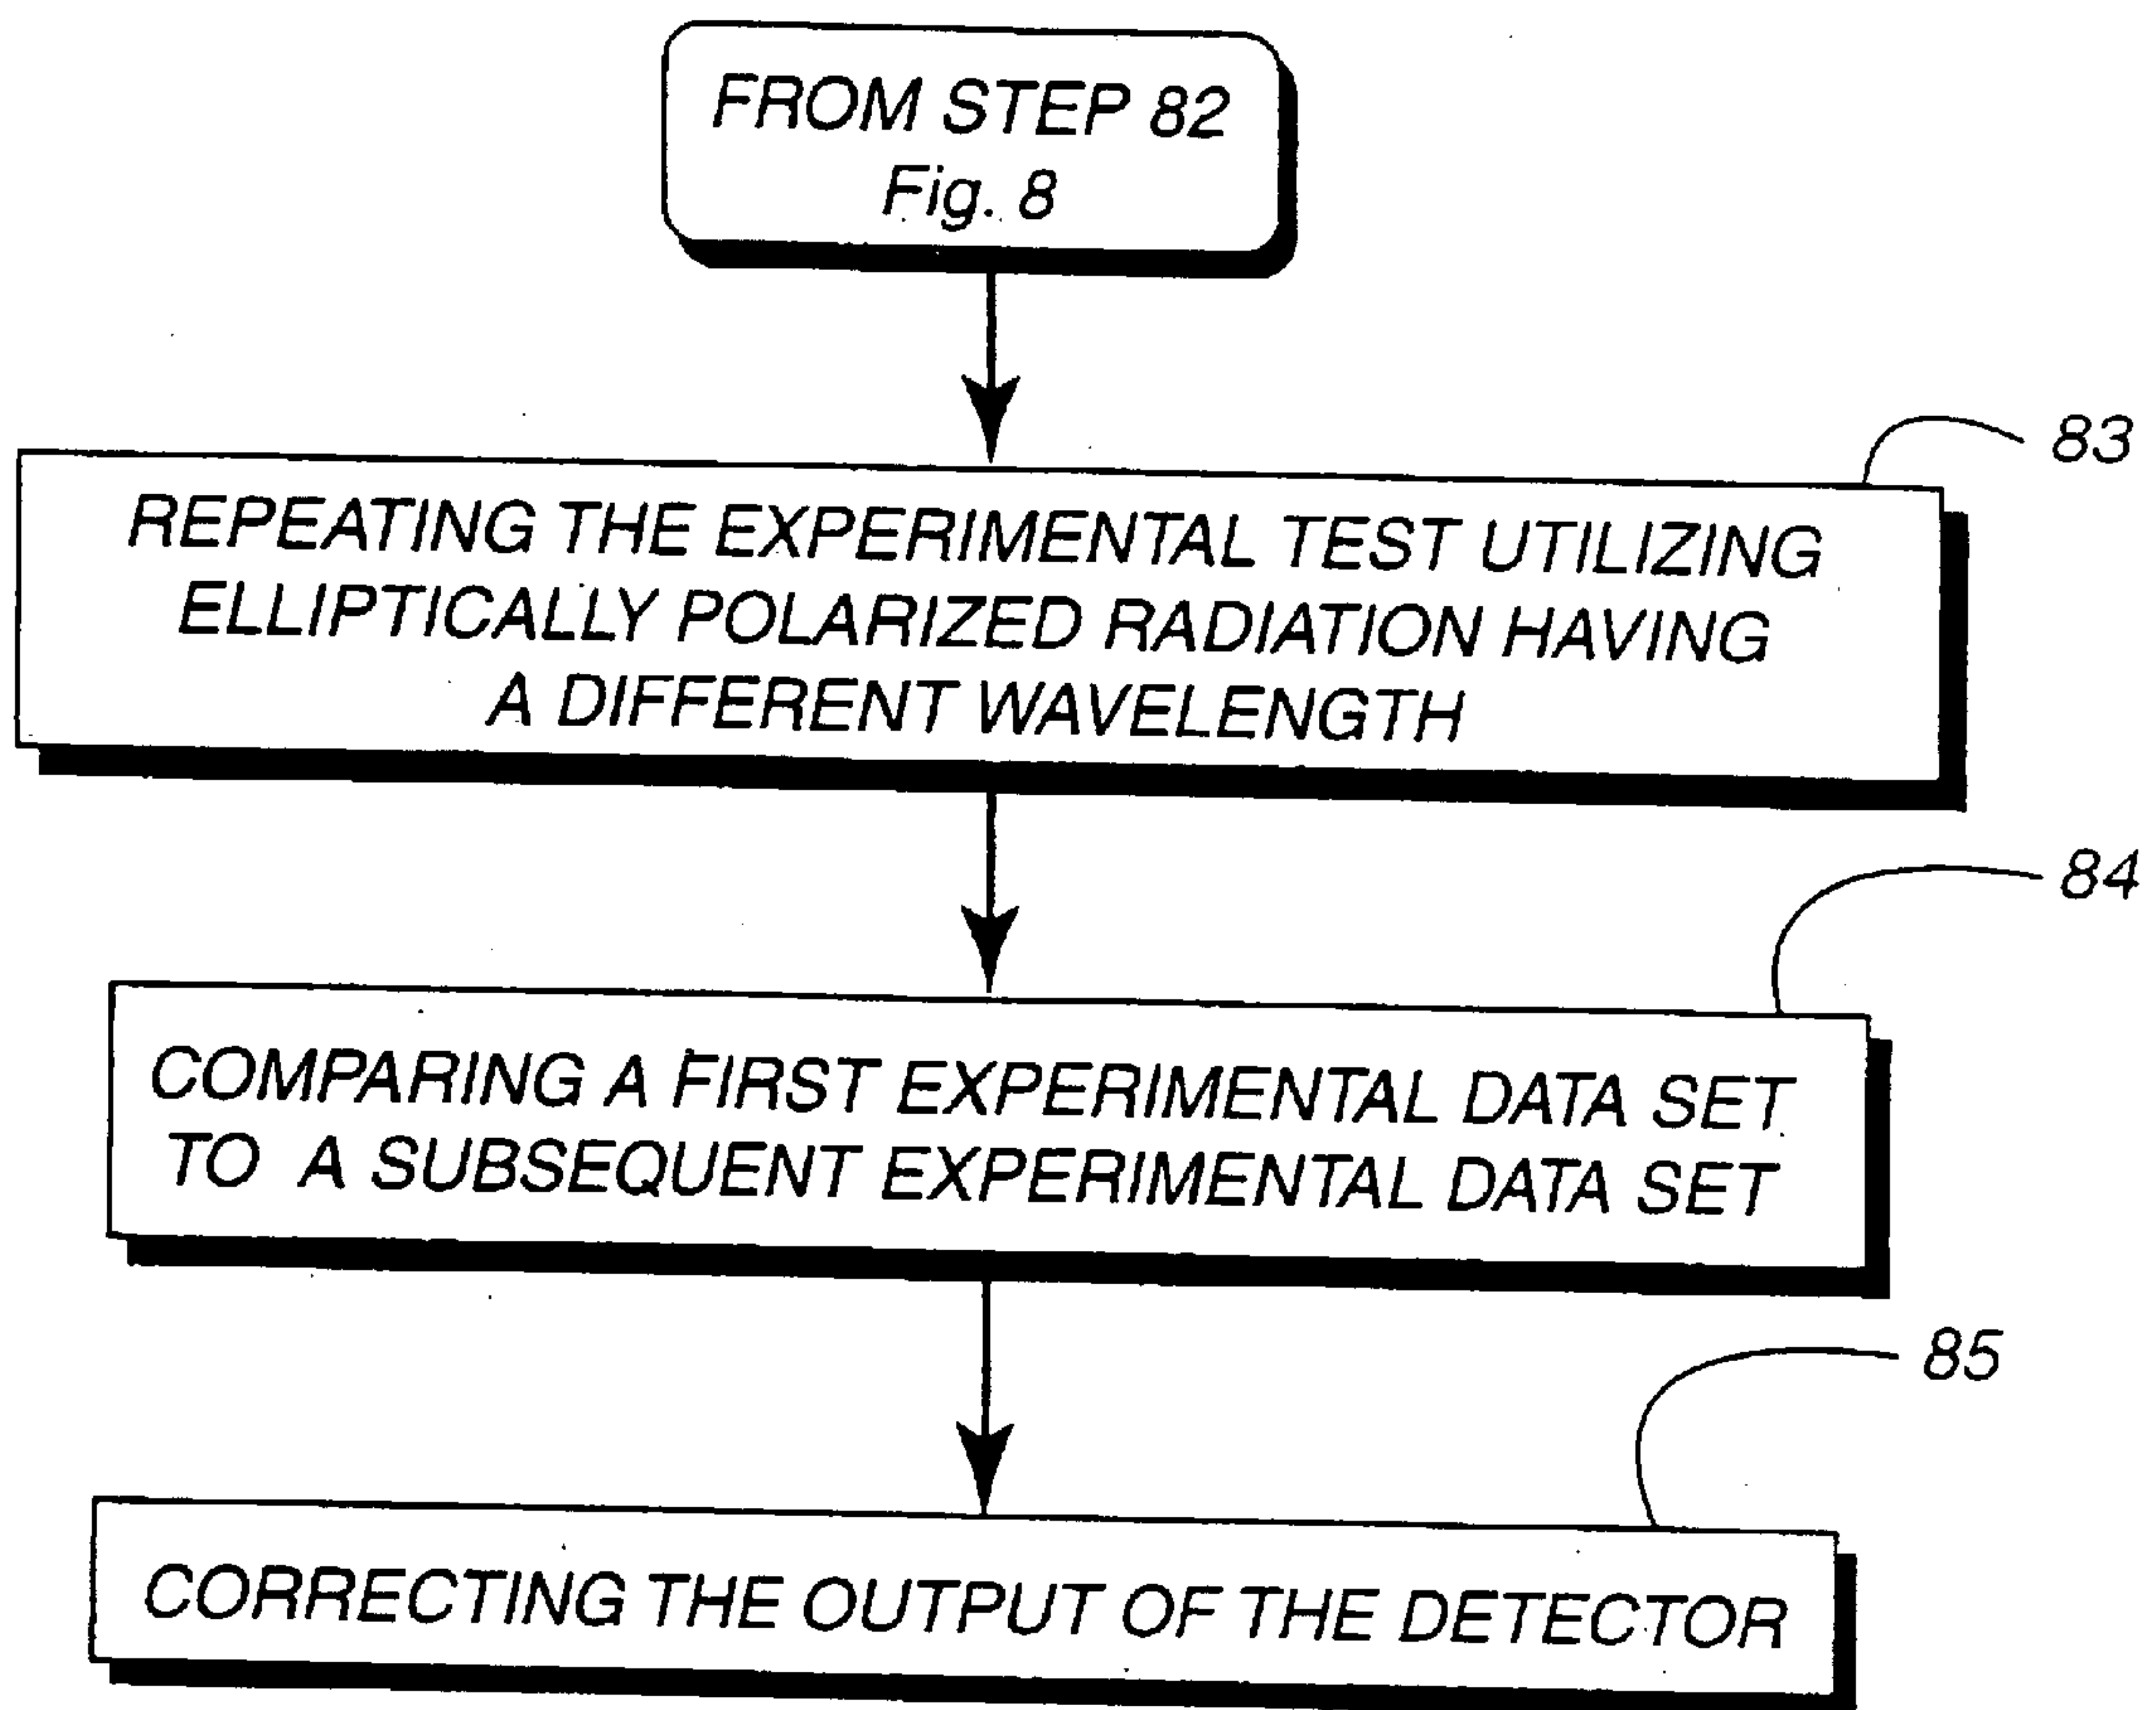 FROM STEP 82
Fig. 8
83
REPEATING THE EXPERIMENTAL TEST UTILIZING
ELLIPTICALLY POLARIZED RADIATION HAVING
A DIFFERENT WAVELENGTH
84
COMPARING A FIRST EXPERIMENTAL DATA SET
TO A SUBSEQUENT EXPERIMENTAL DATA SET
85
CORRECTING THE OUTPUT OF THE DETECTOR